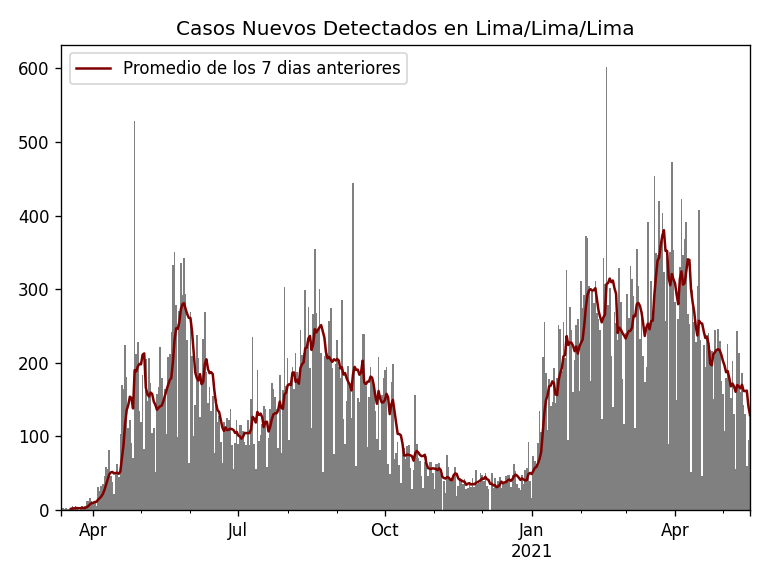 Casos Nuevos Detectados en Lima/Lima/Lima
Promedio de los 7 dias anteriores
600
500
400
300
200
100
0
Apr Jul Oct Jan Apr
2021